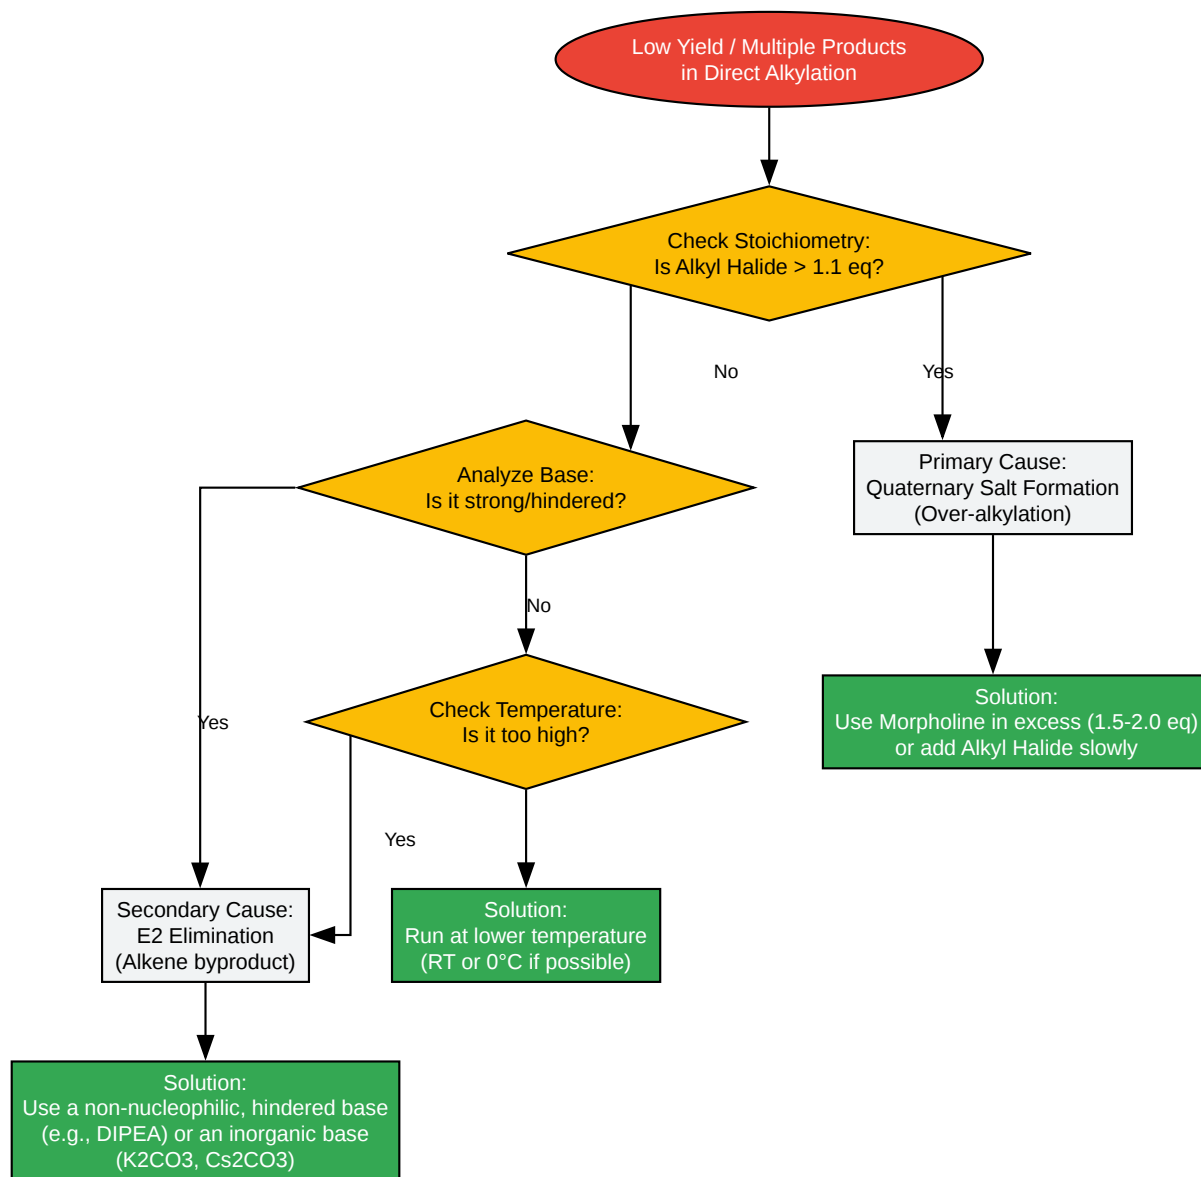 Low Yield / Multiple Products
in Direct Alkylation
Check Stoichiometry:
Is Alkyl Halide > 1.1 eq?
No
Yes
Analyze Base:
Is it strong/hindered?
Primary Cause:
Quaternary Salt Formation
(Over-alkylation)
No
Yes
Check Temperature:
Is it too high?
Solution:
Use Morpholine in excess (1.5-2.0 eq)
or add Alkyl Halide slowly
Yes
Secondary Cause:
E2 Elimination
(Alkene byproduct)
Solution:
Run at lower temperature
(RT or 0°C if possible)
Solution:
Use a non-nucleophilic, hindered base
(e.g., DIPEA) or an inorganic base
(K2CO3, Cs2CO3)